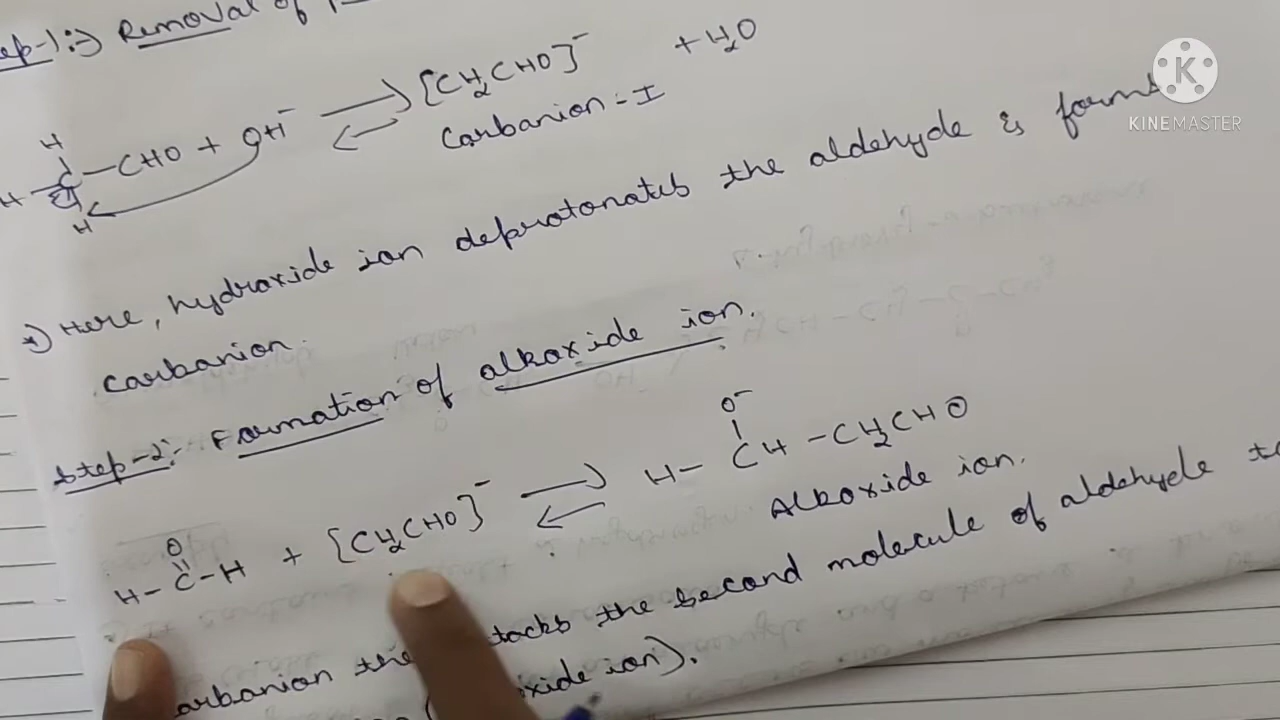 Step-1:-) Removal of
H
H-C-CHO + OH⁻ ⇌ [CH₂CHO]⁻ + H₂O
H
Carbanion-I
*) Here, hydroxide ion deprotonates the aldehyde is forms
carbanion.
Step-2:- Formation of alkoxide ion.
O O⁻
H-C-H + [CH₂CHO]⁻ ⇌ H-CH-CH₂CHO
Alkoxide ion.
carbanion the attacks the second molecule of aldehyde to
(alkoxide ion).
KINEMASTER